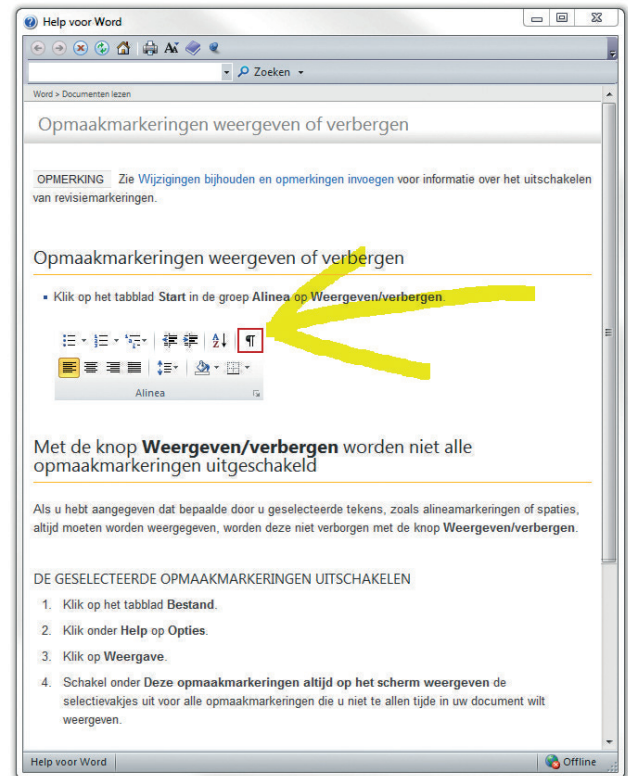 Help voor Word
Zoeken
Word > Documenten lezen
Opmaakmarkeringen weergeven of verbergen
OPMERKING Zie Wijzigingen bijhouden en opmerkingen invoegen voor informatie over het uitschakelen
van revisiemarkeringen.
Opmaakmarkeringen weergeven of verbergen
▪ Klik op het tabblad Start in de groep Alinea op Weergeven/verbergen.
¶
Alinea
Met de knop Weergeven/verbergen worden niet alle
opmaakmarkeringen uitgeschakeld
Als u hebt aangegeven dat bepaalde door u geselecteerde tekens, zoals alineamarkeringen of spaties,
altijd moeten worden weergegeven, worden deze niet verborgen met de knop Weergeven/verbergen.
DE GESELECTEERDE OPMAAKMARKERINGEN UITSCHAKELEN
1. Klik op het tabblad Bestand.
2. Klik onder Help op Opties.
3. Klik op Weergave.
4. Schakel onder Deze opmaakmarkeringen altijd op het scherm weergeven de
selectievakjes uit voor alle opmaakmarkeringen die u niet te allen tijde in uw document wilt
weergeven.
Help voor Word
Offline